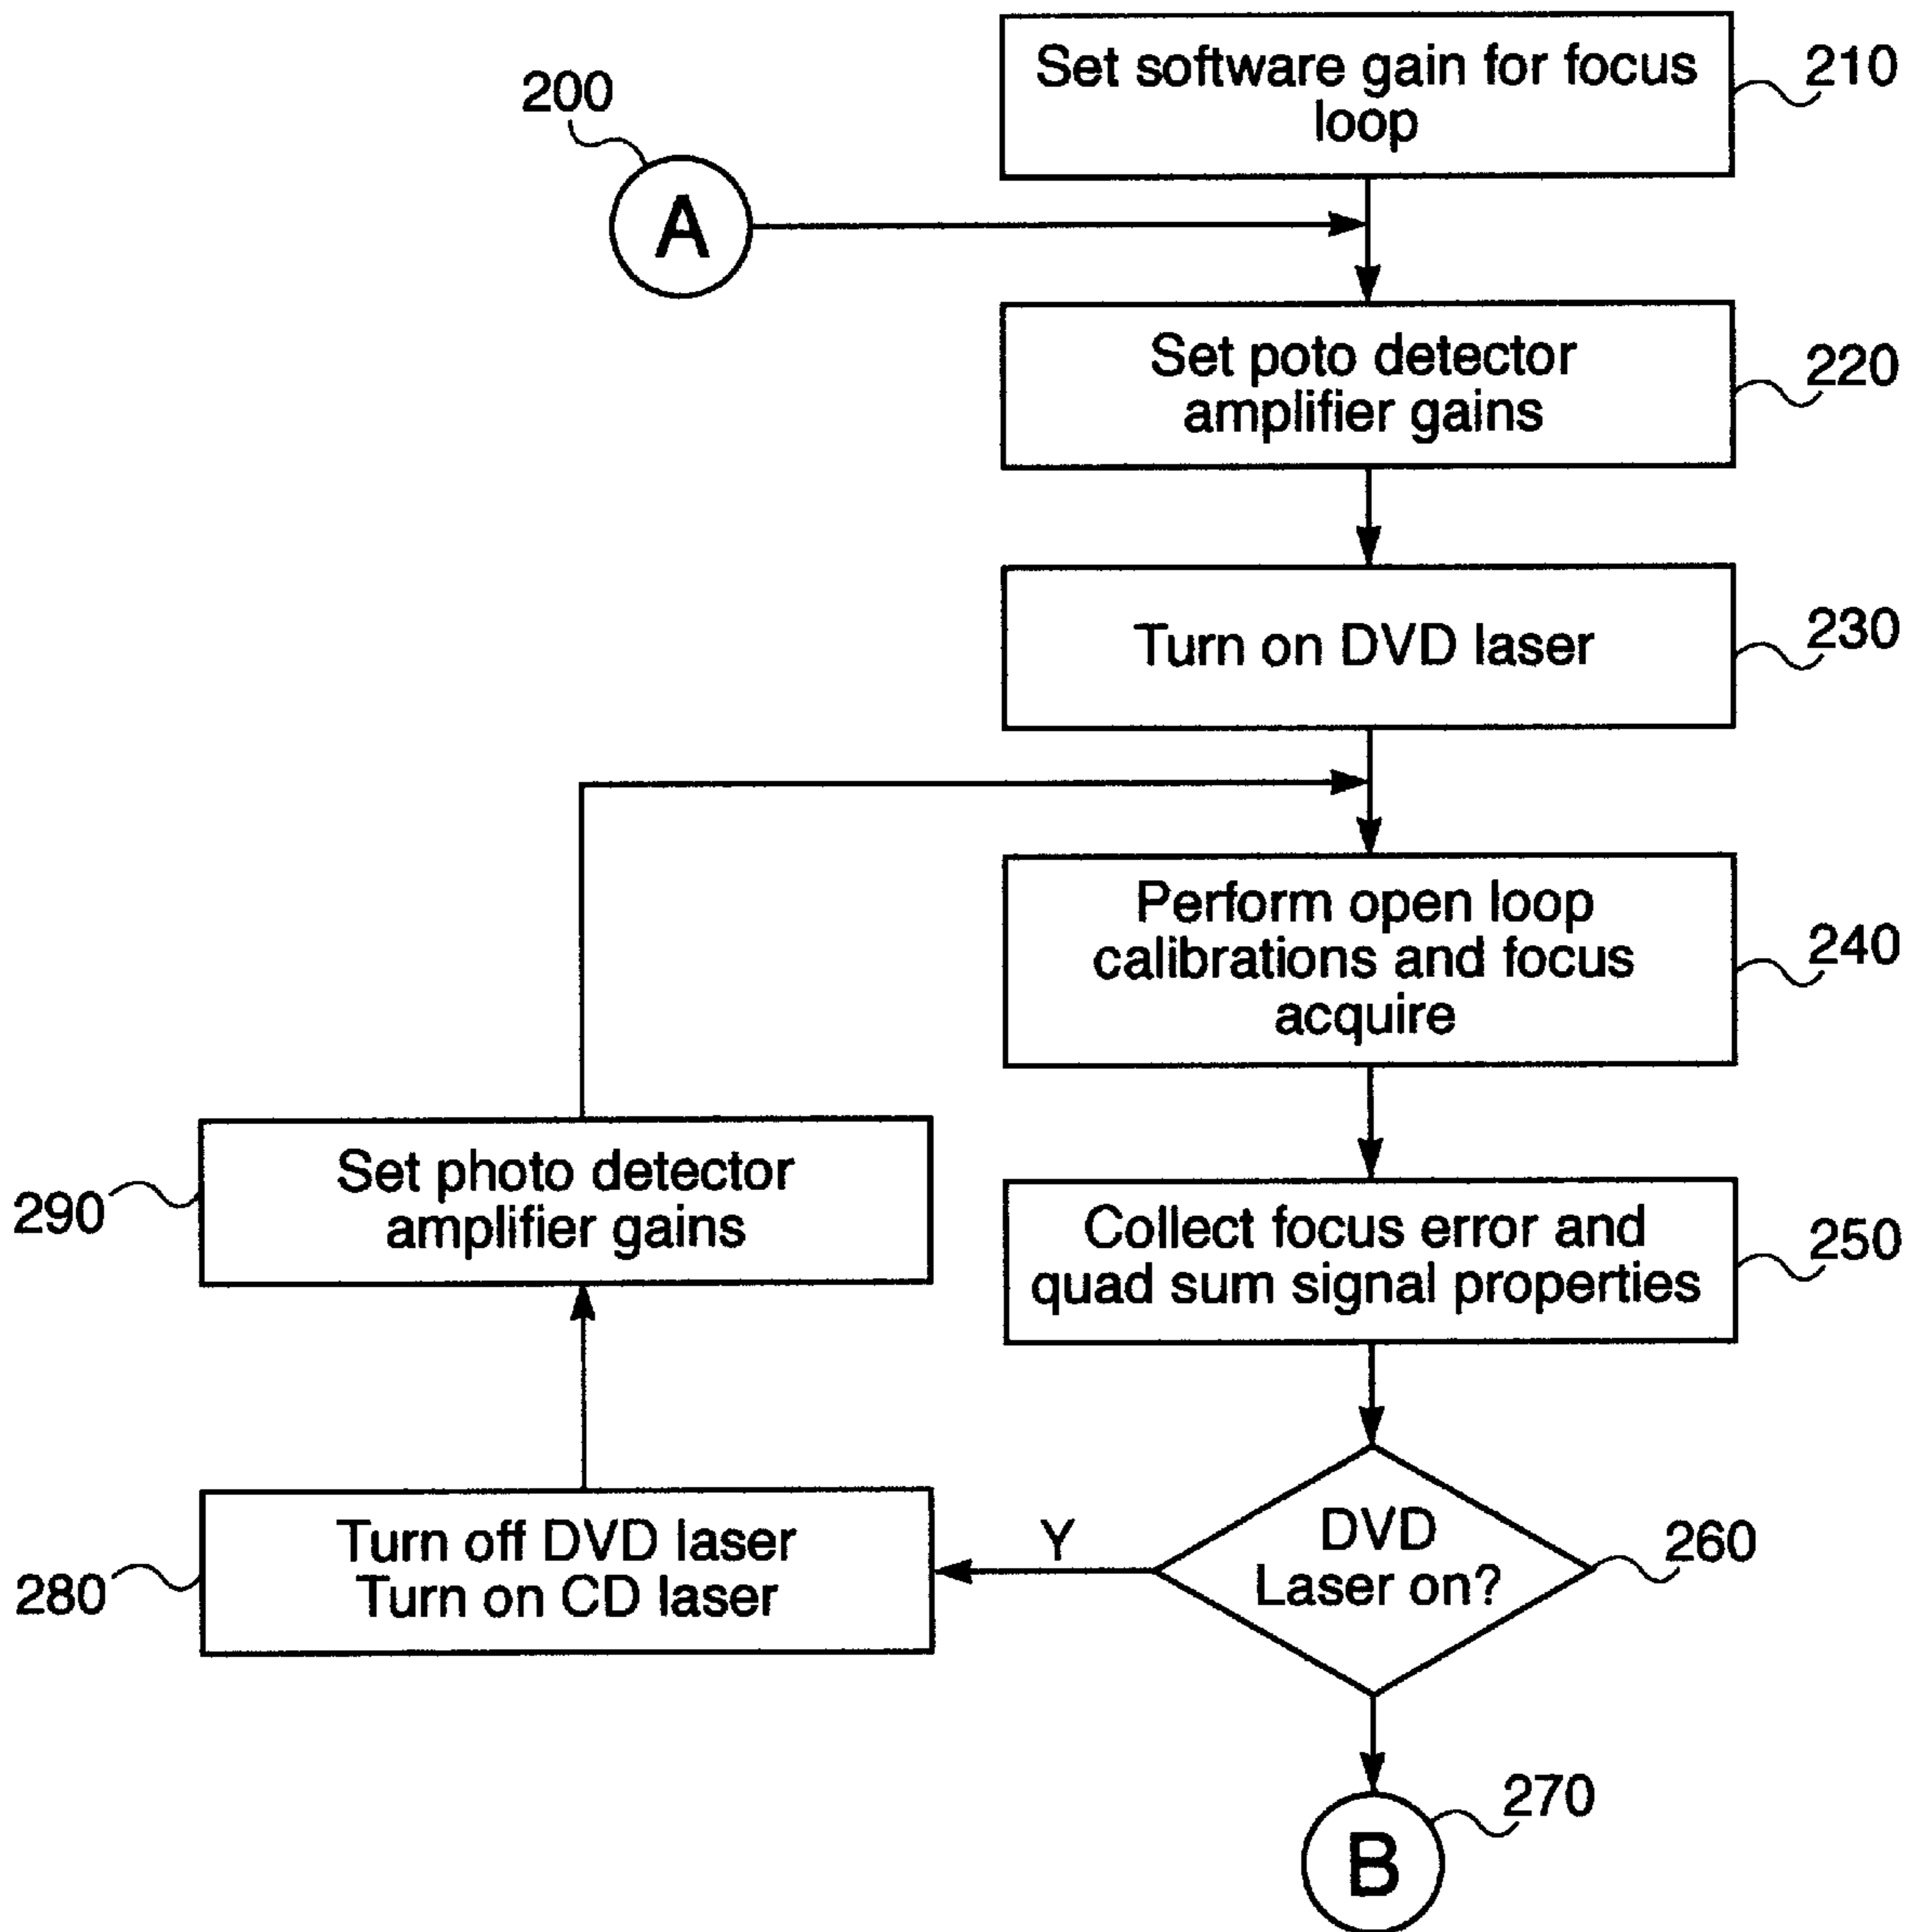 Set software gain for focus
loop
210
200
A
Set poto detector
amplifier gains
220
Turn on DVD laser
230
Perform open loop
calibrations and focus
acquire
240
Set photo detector
amplifier gains
290
Collect focus error and
quad sum signal properties
250
Turn off DVD laser
Turn on CD laser
280
Y
DVD
Laser on?
260
270
B